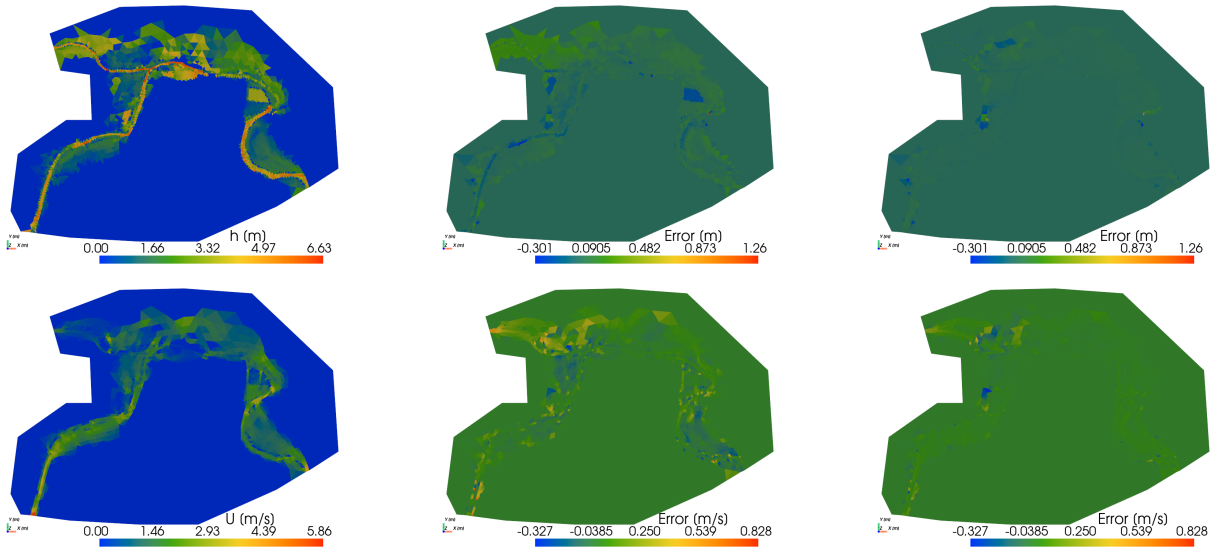 h (m)
0.00 1.66 3.32 4.97 6.63
Error (m)
-0.301 0.0905 0.482 0.873 1.26
Error (m)
-0.301 0.0905 0.482 0.873 1.26
U (m/s)
0.00 1.46 2.93 4.39 5.86
Error (m/s)
-0.327 -0.0385 0.250 0.539 0.828
Error (m/s)
-0.327 -0.0385 0.250 0.539 0.828